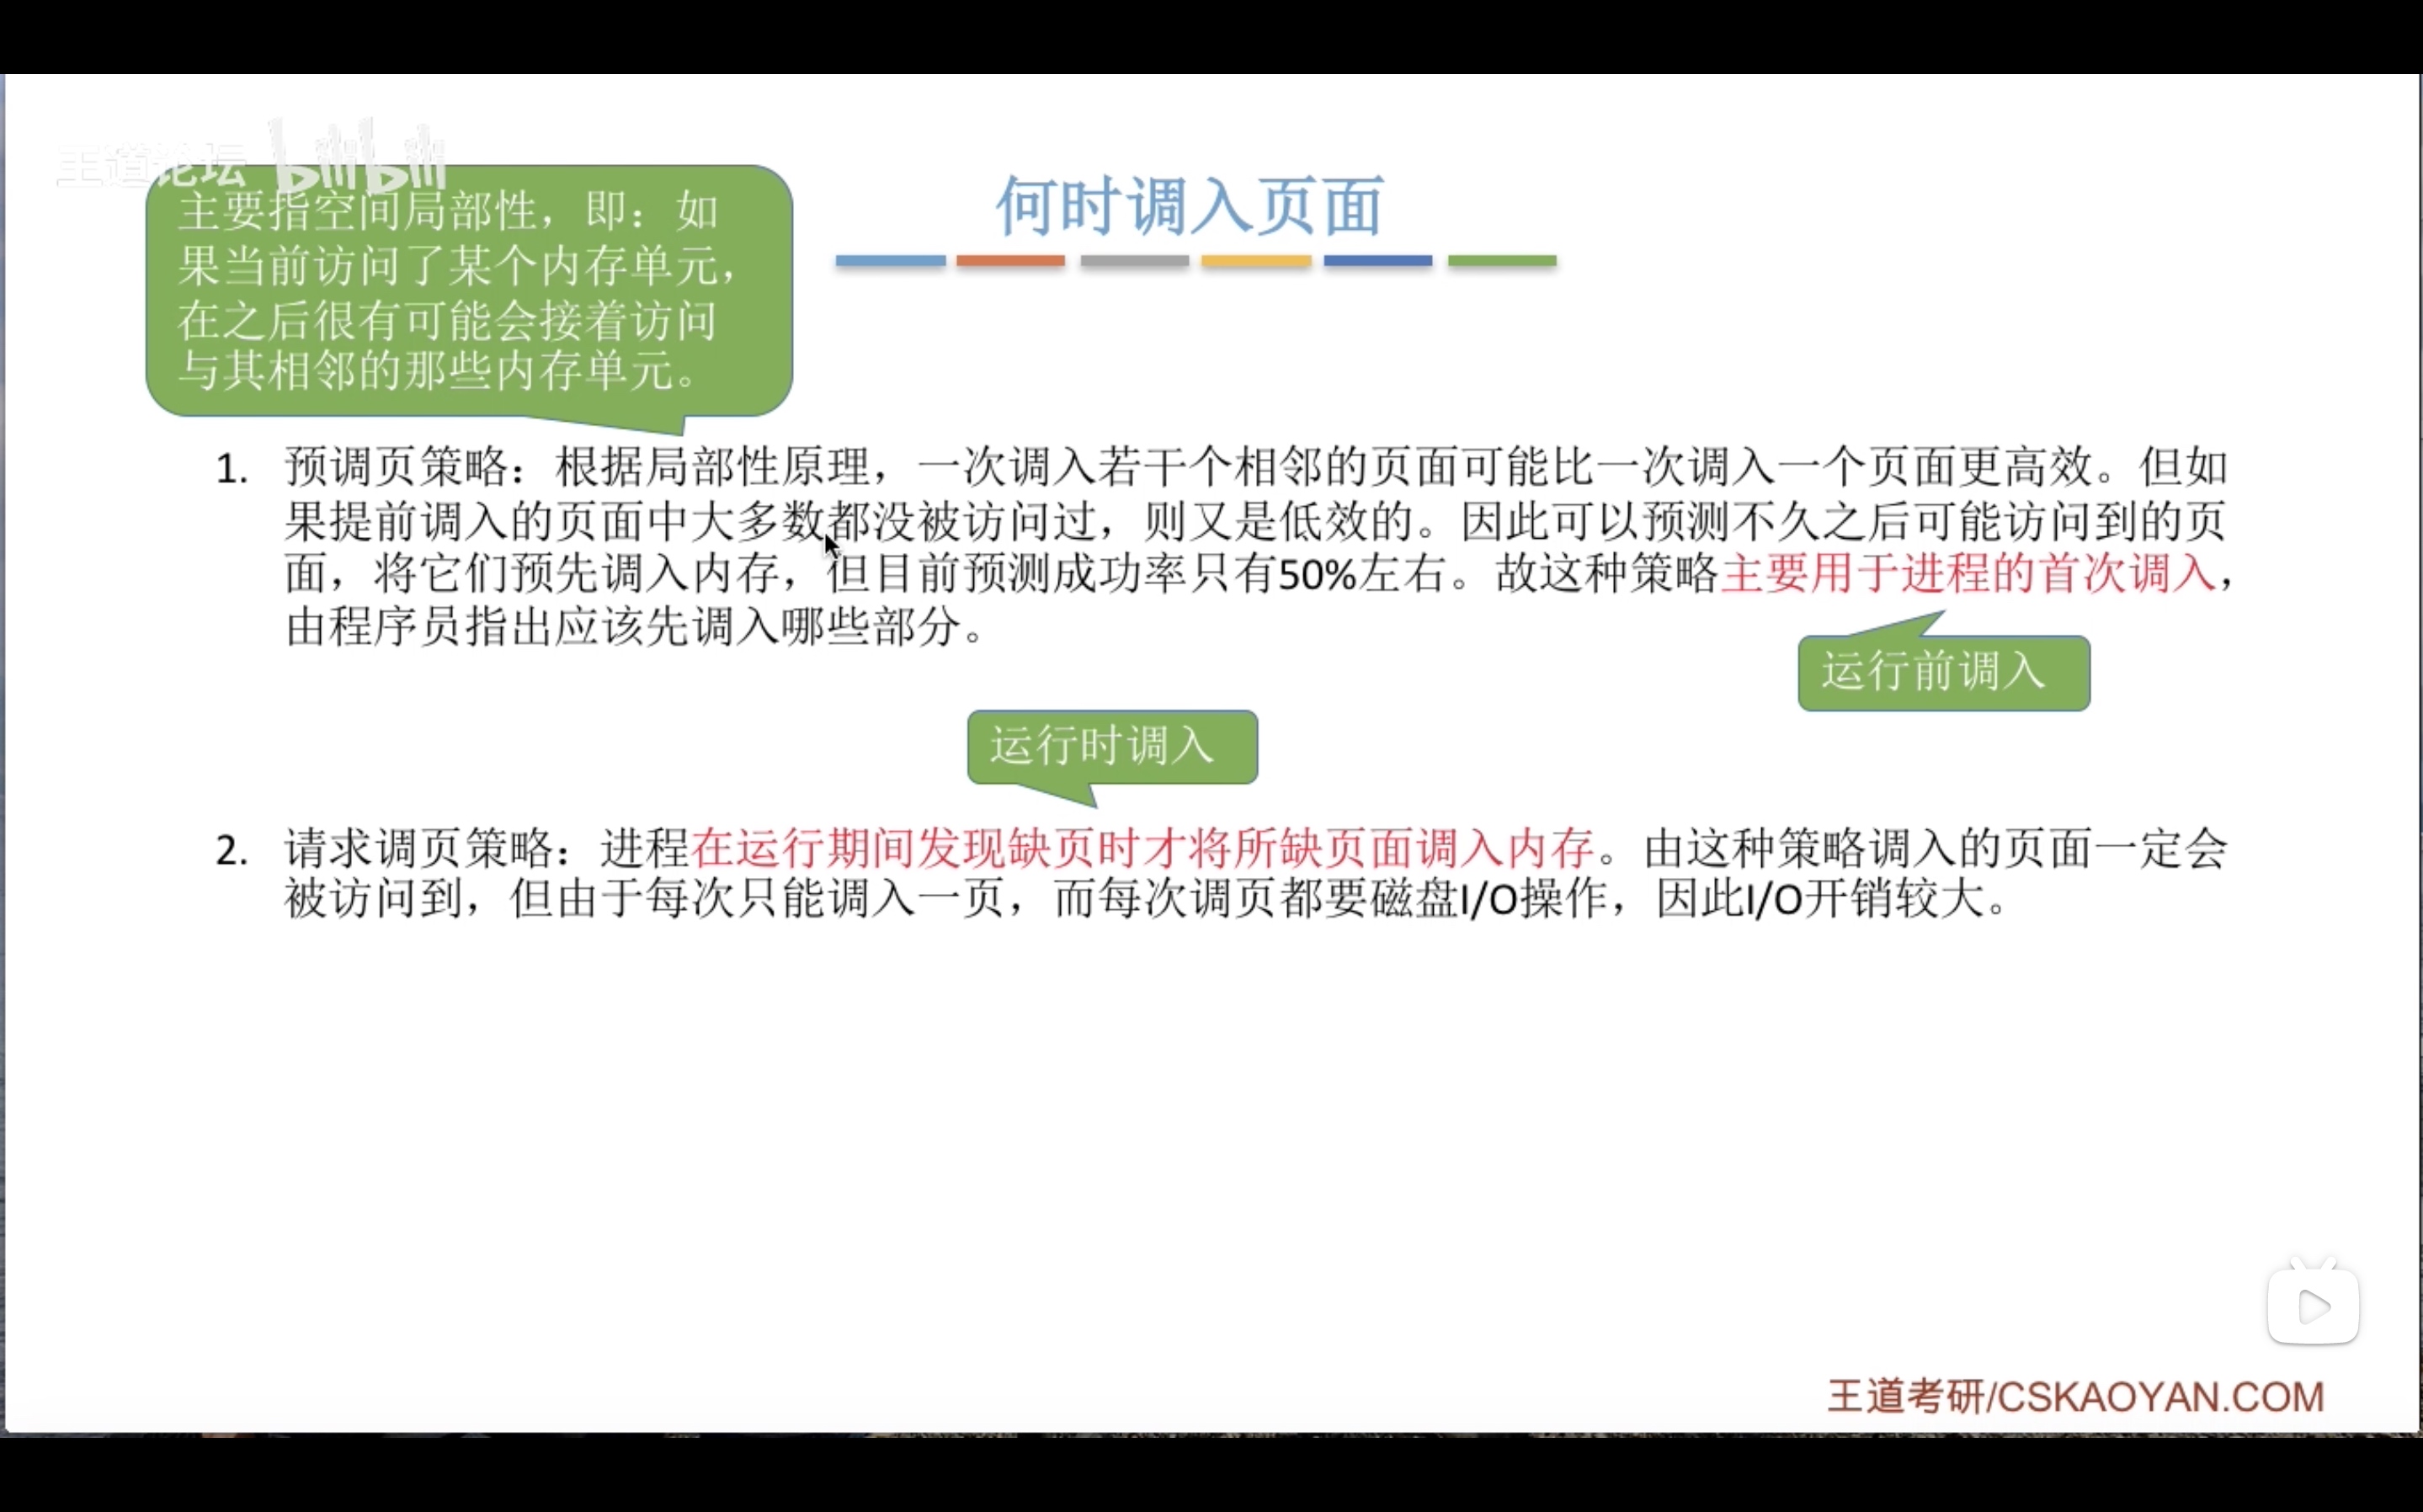 王道论坛 bilibili
何时调入页面
主要指空间局部性，即：如
果当前访问了某个内存单元，
在之后很有可能会接着访问
与其相邻的那些内存单元。
1. 预调页策略：根据局部性原理，一次调入若干个相邻的页面可能比一次调入一个页面更高效。但如
果提前调入的页面中大多数都没被访问过，则又是低效的。因此可以预测不久之后可能访问到的页
面，将它们预先调入内存，但目前预测成功率只有50%左右。故这种策略主要用于进程的首次调入，
由程序员指出应该先调入哪些部分。
运行前调入
运行时调入
2. 请求调页策略：进程在运行期间发现缺页时才将所缺页面调入内存。由这种策略调入的页面一定会
被访问到，但由于每次只能调入一页，而每次调页都要磁盘I/O操作，因此I/O开销较大。
王道考研/CSKAOYAN.COM